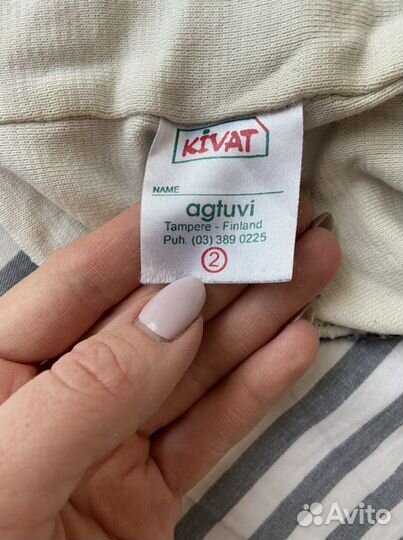 KiVAT
NAME
agtuvi
Tampere - Finland
Puh. (03) 389 0225
2
Avito